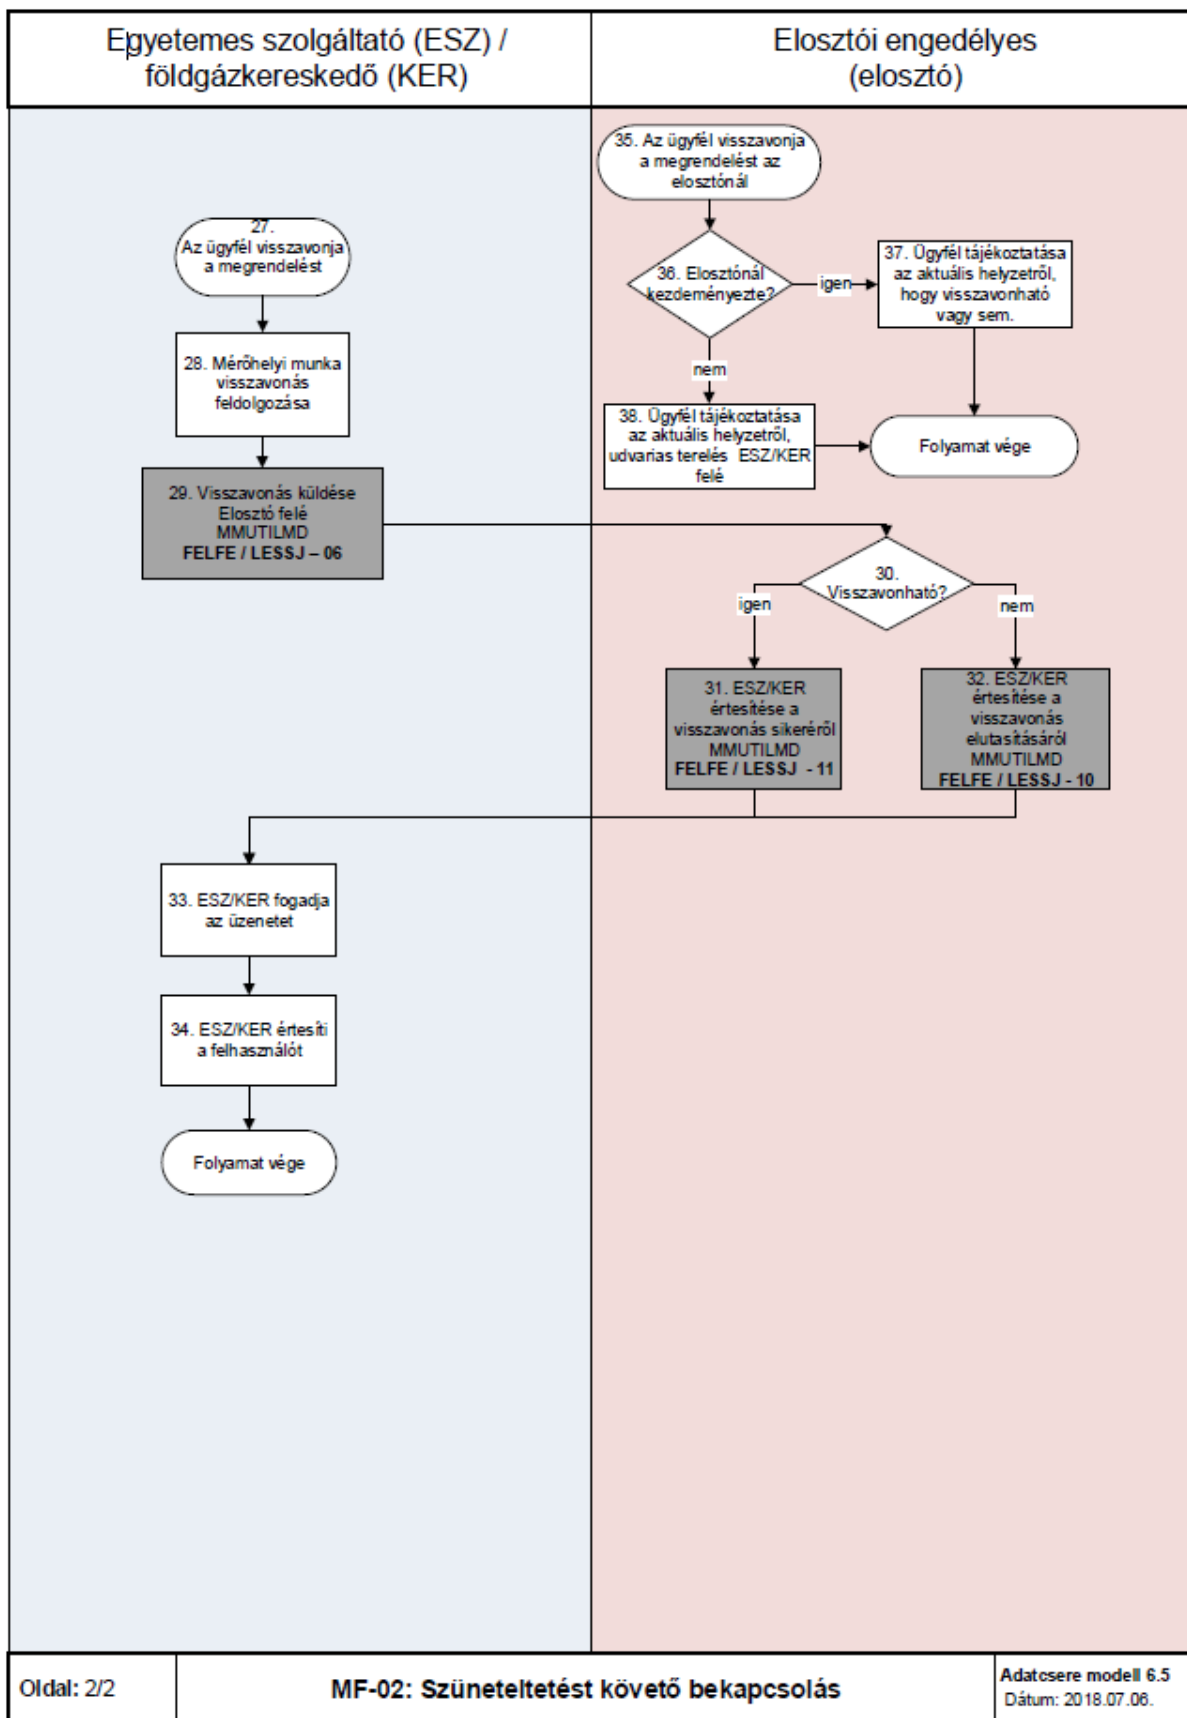 Egyetemes szolgáltató (ESZ) /
földgázkereskedő (KER)
Elosztói engedélyes
(elosztó)
35. Az ügyfél visszavonja
a megrendelést az
elosztónál
27.
Az ügyfél visszavonja
a megrendelést
36. Elosztónál
kezdeményezte?
igen
37. Ügyfél tájékoztatása
az aktuális helyzetről,
hogy visszavonható
vagy sem.
28. Mérőhelyi munka
visszavonás
feldolgozása
nem
38. Ügyfél tájékoztatása
az aktuális helyzetről,
udvarias terelés ESZ/KER
felé
Folyamat vége
29. Visszavonás küldése
Elosztó felé
MMUTILMD
FELFE / LESSJ – 06
30.
Visszavonható?
igen
nem
31. ESZ/KER
értesítése a
visszavonás sikeréről
MMUTILMD
FELFE / LESSJ - 11
32. ESZ/KER
értesítése a
visszavonás
elutasításáról
MMUTILMD
FELFE / LESSJ - 10
33. ESZ/KER fogadja
az üzenetet
34. ESZ/KER értesíti
a felhasználót
Folyamat vége
Oldal: 2/2
MF-02: Szüneteltetést követő bekapcsolás
Adatcsere modell 6.5
Dátum: 2018.07.06.